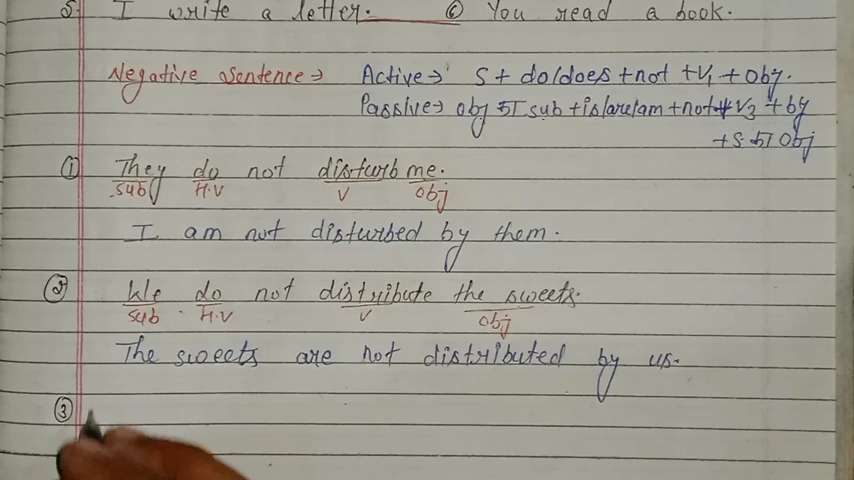 5. I write a letter. ⑥ You read a book.
Negative Sentence ⇒ Active → S + do/does + not + V₁ + Obj.
Passive → obj का sub + is/are/am + not + V₃ + by
+ S का Obj
① They do not disturb me.
Sub H.V V Obj
I am not disturbed by them.
② We do not distribute the sweets.
Sub H.V V Obj
The sweets are not distributed by us.
③